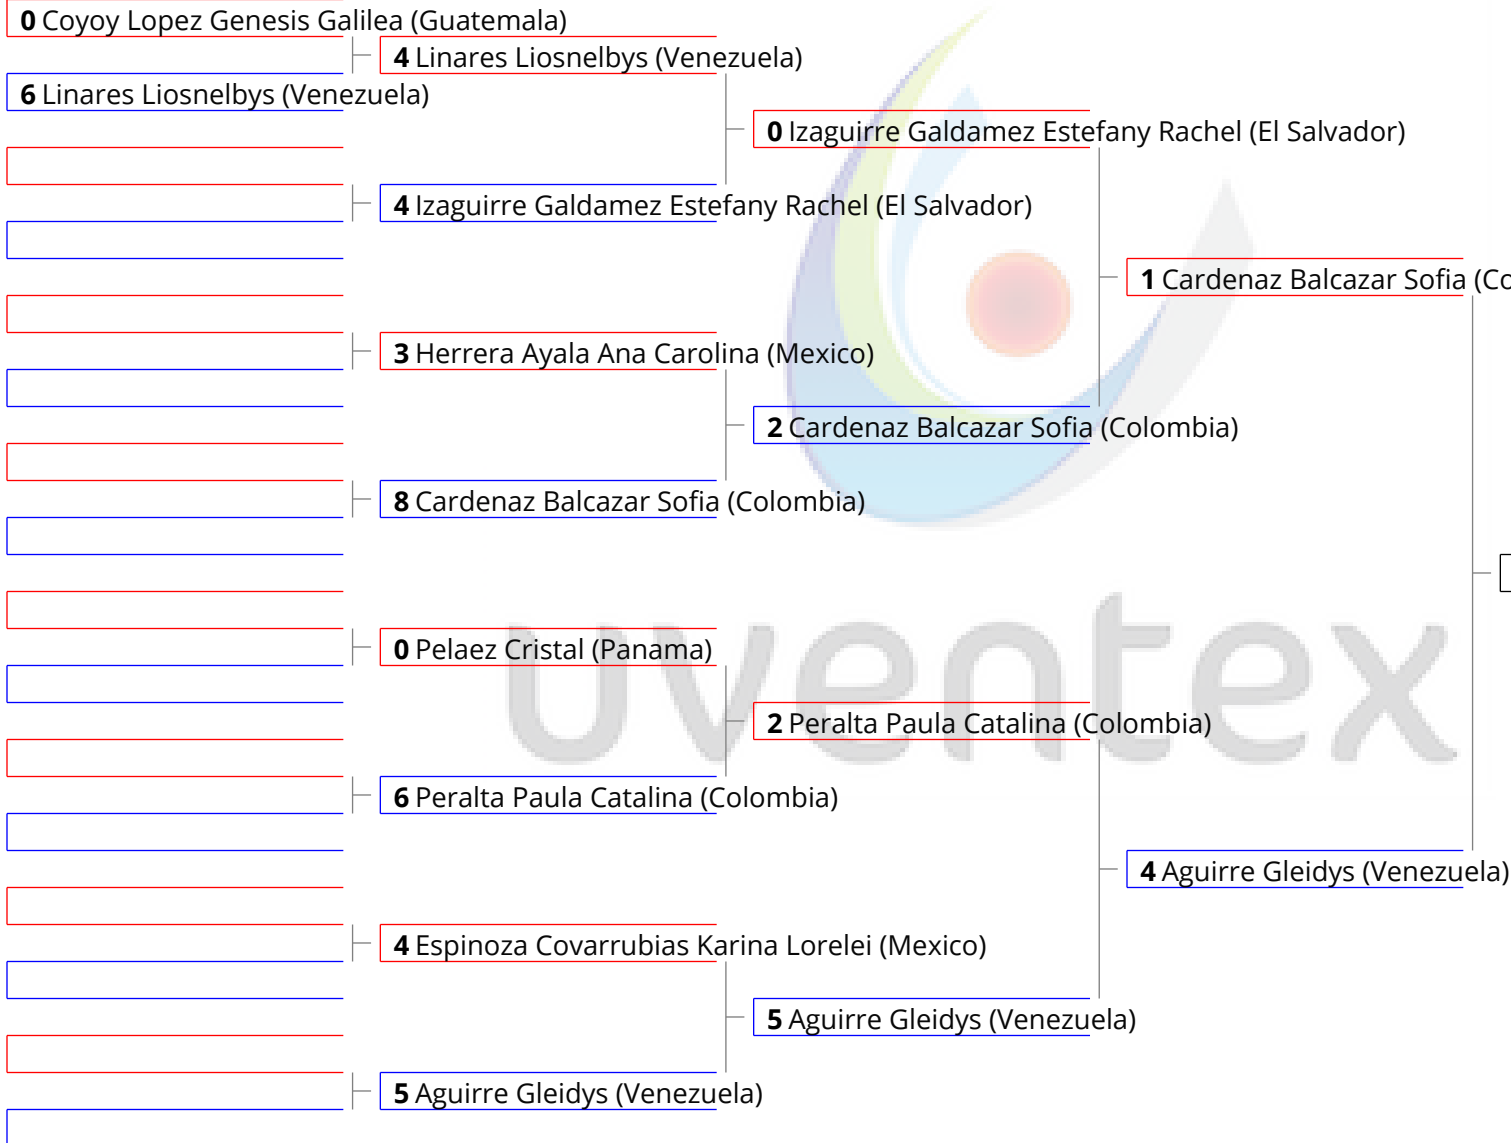 0 Coyoy Lopez Genesis Galilea (Guatemala)
4 Linares Liosnelbys (Venezuela)
6 Linares Liosnelbys (Venezuela)
0 Izaguirre Galdamez Estefany Rachel (El Salvador)
4 Izaguirre Galdamez Estefany Rachel (El Salvador)
1 Cardenaz Balcazar Sofia (Co
3 Herrera Ayala Ana Carolina (Mexico)
2 Cardenaz Balcazar Sofia (Colombia)
8 Cardenaz Balcazar Sofia (Colombia)
0 Pelaez Cristal (Panama)
uventex
2 Peralta Paula Catalina (Colombia)
6 Peralta Paula Catalina (Colombia)
4 Aguirre Gleidys (Venezuela)
4 Espinoza Covarrubias Karina Lorelei (Mexico)
5 Aguirre Gleidys (Venezuela)
5 Aguirre Gleidys (Venezuela)